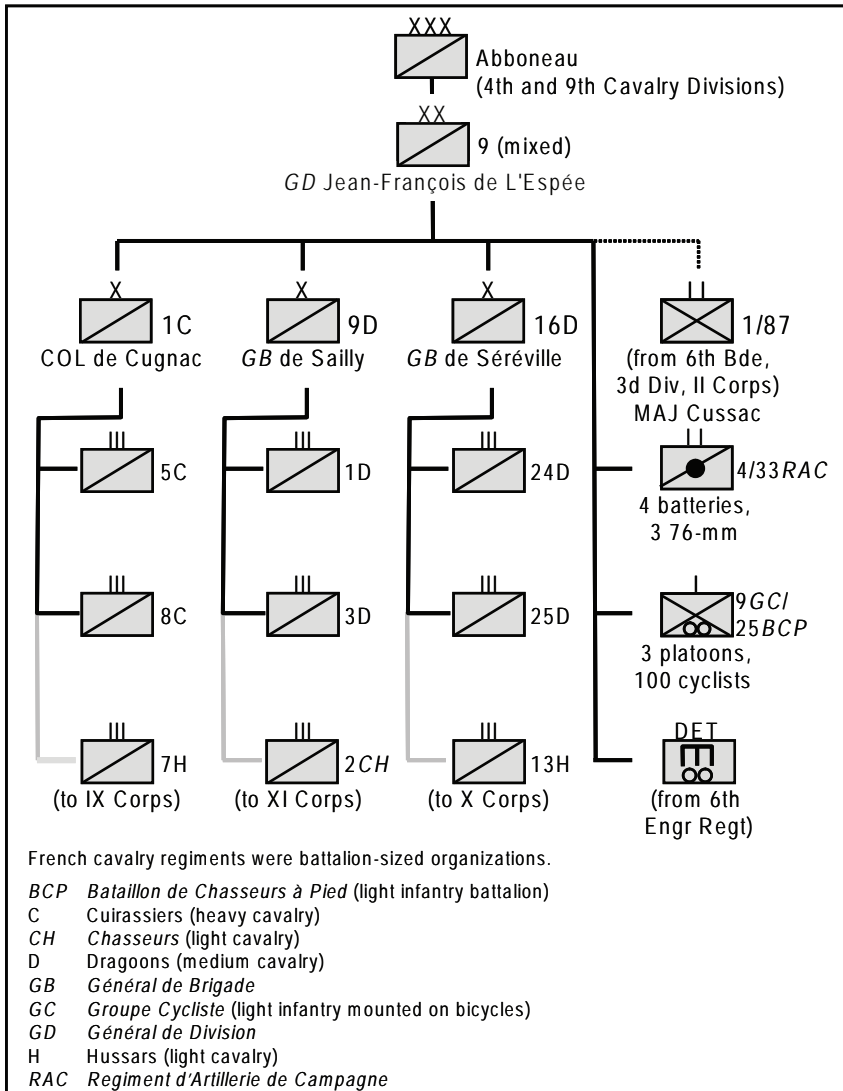 XXX
Abboneau
(4th and 9th Cavalry Divisions)
XX
9 (mixed)
GD Jean-François de L'Espée
X
1C
COL de Cugnac
X
9D
GB de Sailly
X
16D
GB de Séréville
II
1/87
(from 6th Bde,
3d Div, II Corps)
MAJ Cussac
III
5C
III
1D
III
24D
II
4/33RAC
4 batteries,
3 76-mm
III
8C
III
3D
III
25D
I
9GC/
25BCP
3 platoons,
100 cyclists
III
7H
(to IX Corps)
III
2CH
(to XI Corps)
III
13H
(to X Corps)
DET
(from 6th
Engr Regt)
French cavalry regiments were battalion-sized organizations.
BCP Bataillon de Chasseurs à Pied (light infantry battalion)
C Cuirassiers (heavy cavalry)
CH Chasseurs (light cavalry)
D Dragoons (medium cavalry)
GB Général de Brigade
GC Groupe Cycliste (light infantry mounted on bicycles)
GD Général de Division
H Hussars (light cavalry)
RAC Regiment d'Artillerie de Campagne